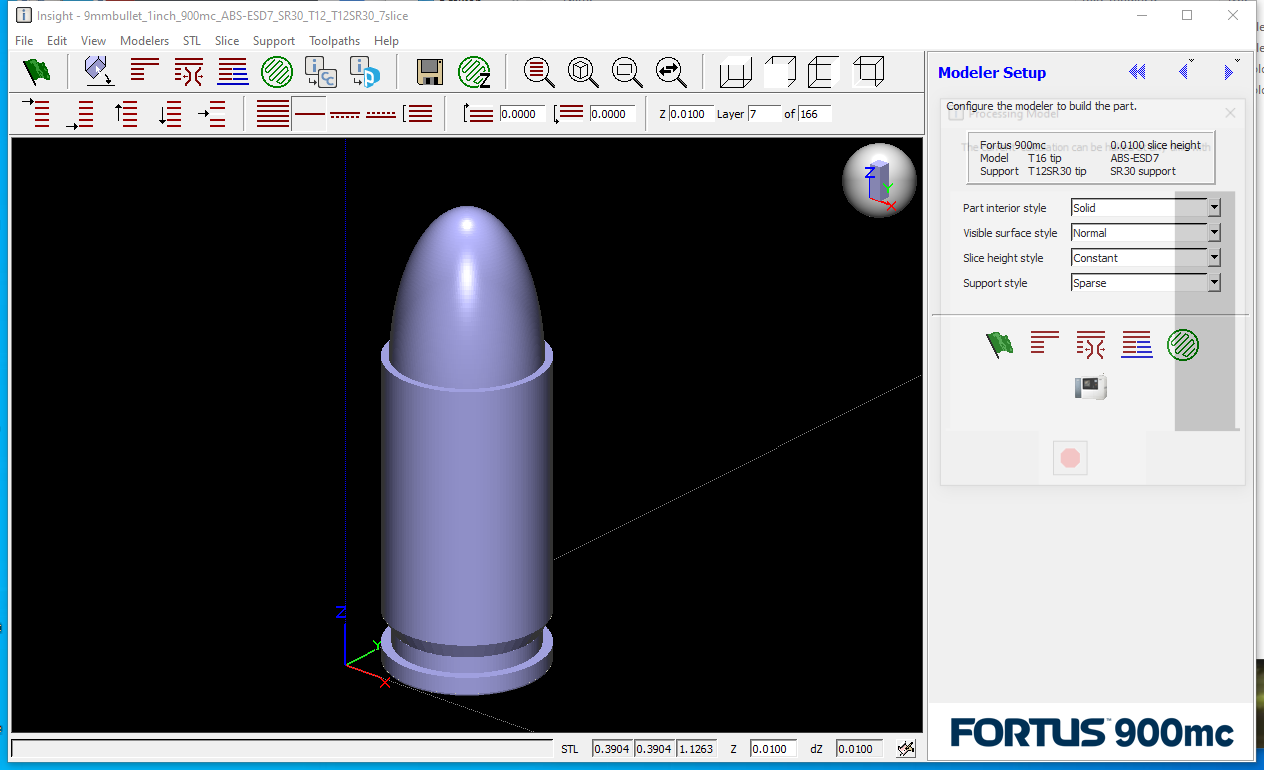 Insight - 9mmbullet_1inch_900mc_ABS-ESD7_SR30_T12_T12SR30_7slice
File Edit View Modelers STL Slice Support Toolpaths Help
0.0000 0.0000 Z 0.0100 Layer 7 of 166
Modeler Setup
Configure the modeler to build the part.
Processing Model
Fortus 900mc 0.0100 slice height
Model T16 tip ABS-ESD7
Support T12SR30 tip SR30 support
Part interior style Solid
Visible surface style Normal
Slice height style Constant
Support style Sparse
Z
Y
X
Z
Y
X
FORTUS™ 900mc
STL 0.3904 0.3904 1.1263 Z 0.0100 dZ 0.0100